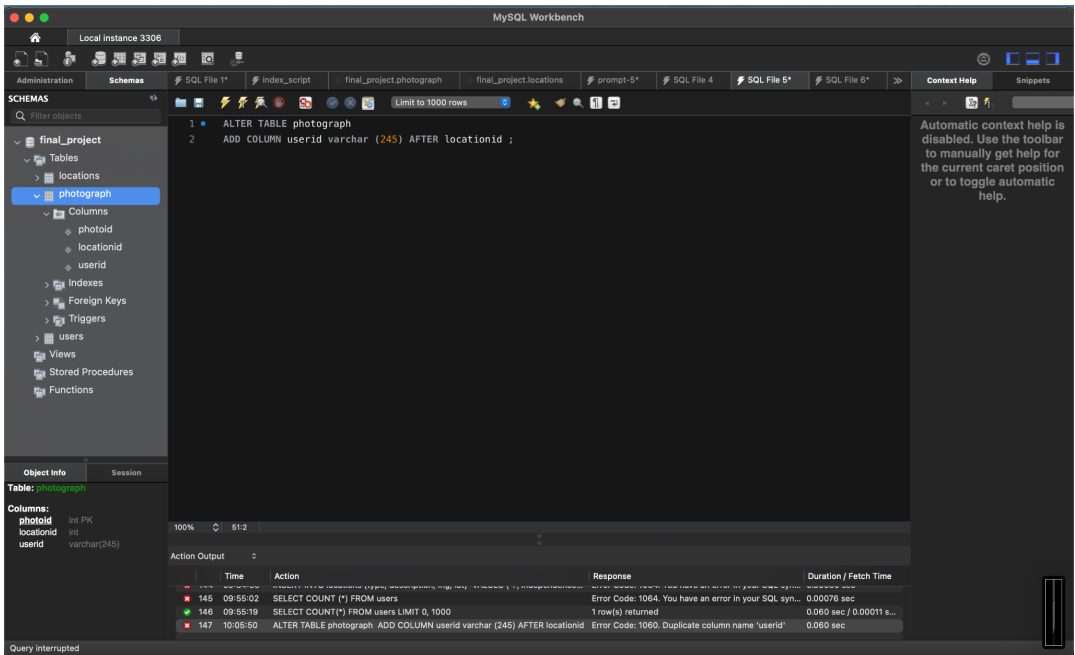 MySQL Workbench
Local instance 3306
Administration Schemas SQL File 1* index_script final_project.photograph final_project.locations prompt-5* SQL File 4 SQL File 5* SQL File 6* Context Help Snippets
SCHEMAS
Filter objects
Limit to 1000 rows
final_project
Tables
locations
photograph
Columns
photoid
locationid
userid
Indexes
Foreign Keys
Triggers
users
Views
Stored Procedures
Functions
1 ALTER TABLE photograph
2 ADD COLUMN userid varchar (245) AFTER locationid ;
Automatic context help is
disabled. Use the toolbar
to manually get help for
the current caret position
or to toggle automatic
help.
Object Info Session
Table: photograph
Columns:
photoid int PK
locationid int
userid varchar(245)
100% 51:2
Action Output
Time Action Response Duration / Fetch Time
145 09:55:02 SELECT COUNT (*) FROM users Error Code: 1064. You have an error in your SQL syn... 0.00076 sec
146 09:55:19 SELECT COUNT(*) FROM users LIMIT 0, 1000 1 row(s) returned 0.060 sec / 0.00011 s...
147 10:05:50 ALTER TABLE photograph ADD COLUMN userid varchar (245) AFTER locationid Error Code: 1060. Duplicate column name 'userid' 0.060 sec
Query interrupted